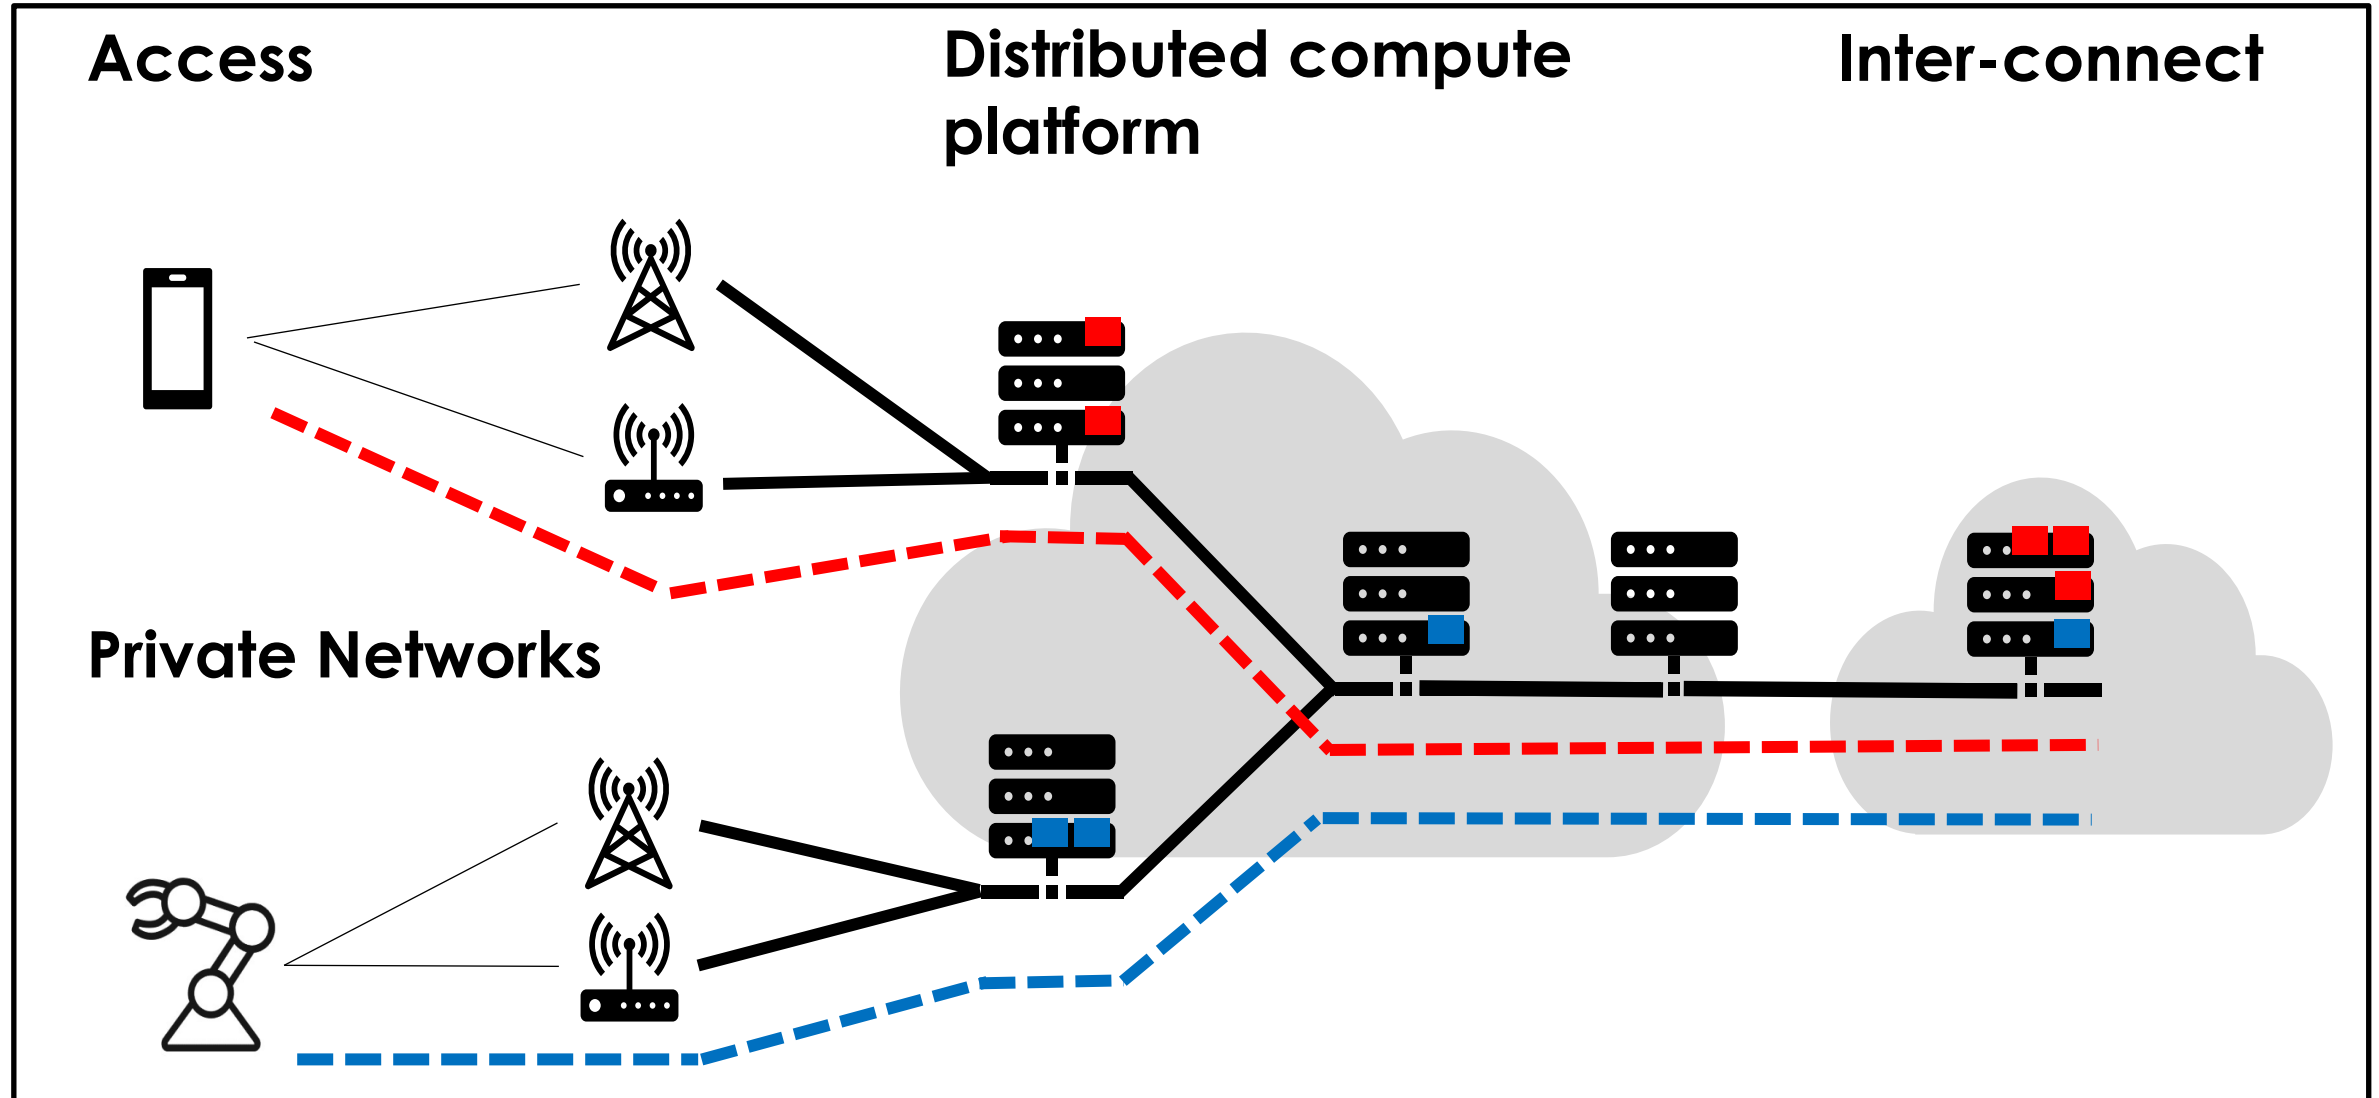 Access
Distributed compute
platform
Inter-connect
Private Networks